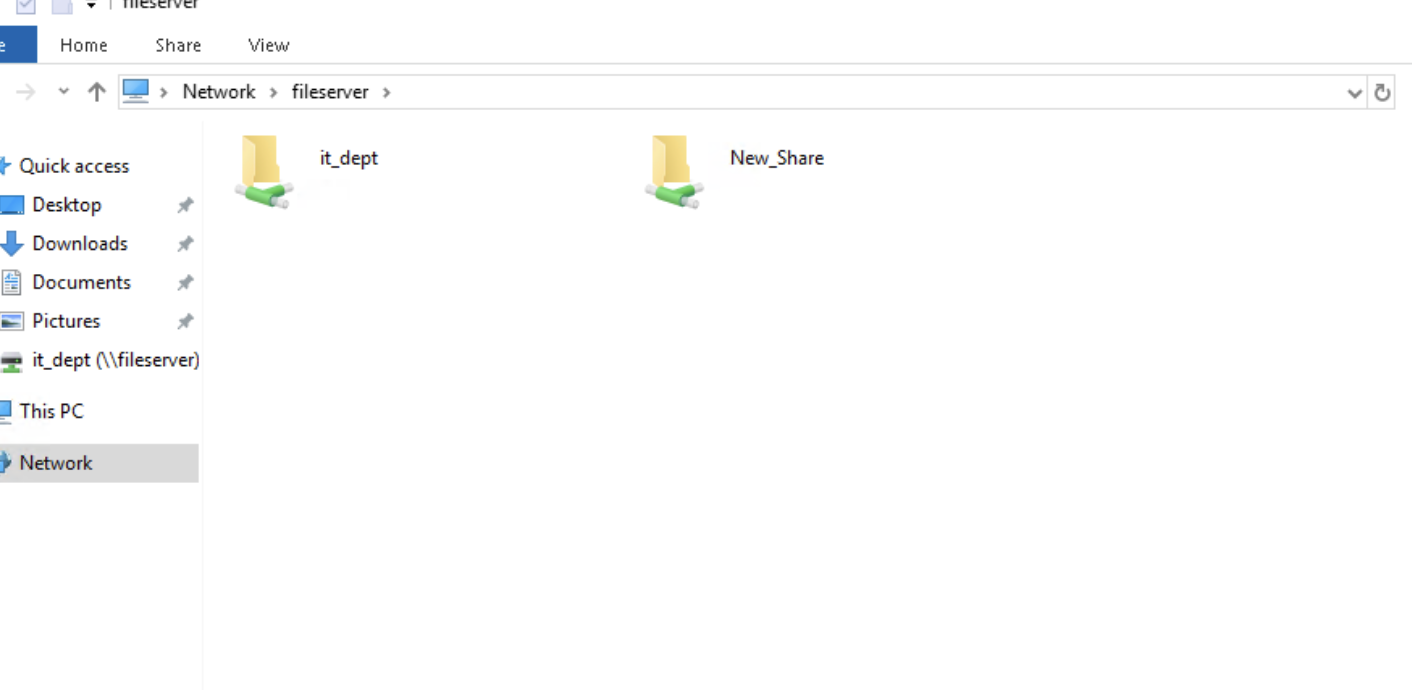 fileserver
Home Share View
Network fileserver
it_dept New_Share
Quick access
Desktop
Downloads
Documents
Pictures
it_dept (\\fileserver)
This PC
Network